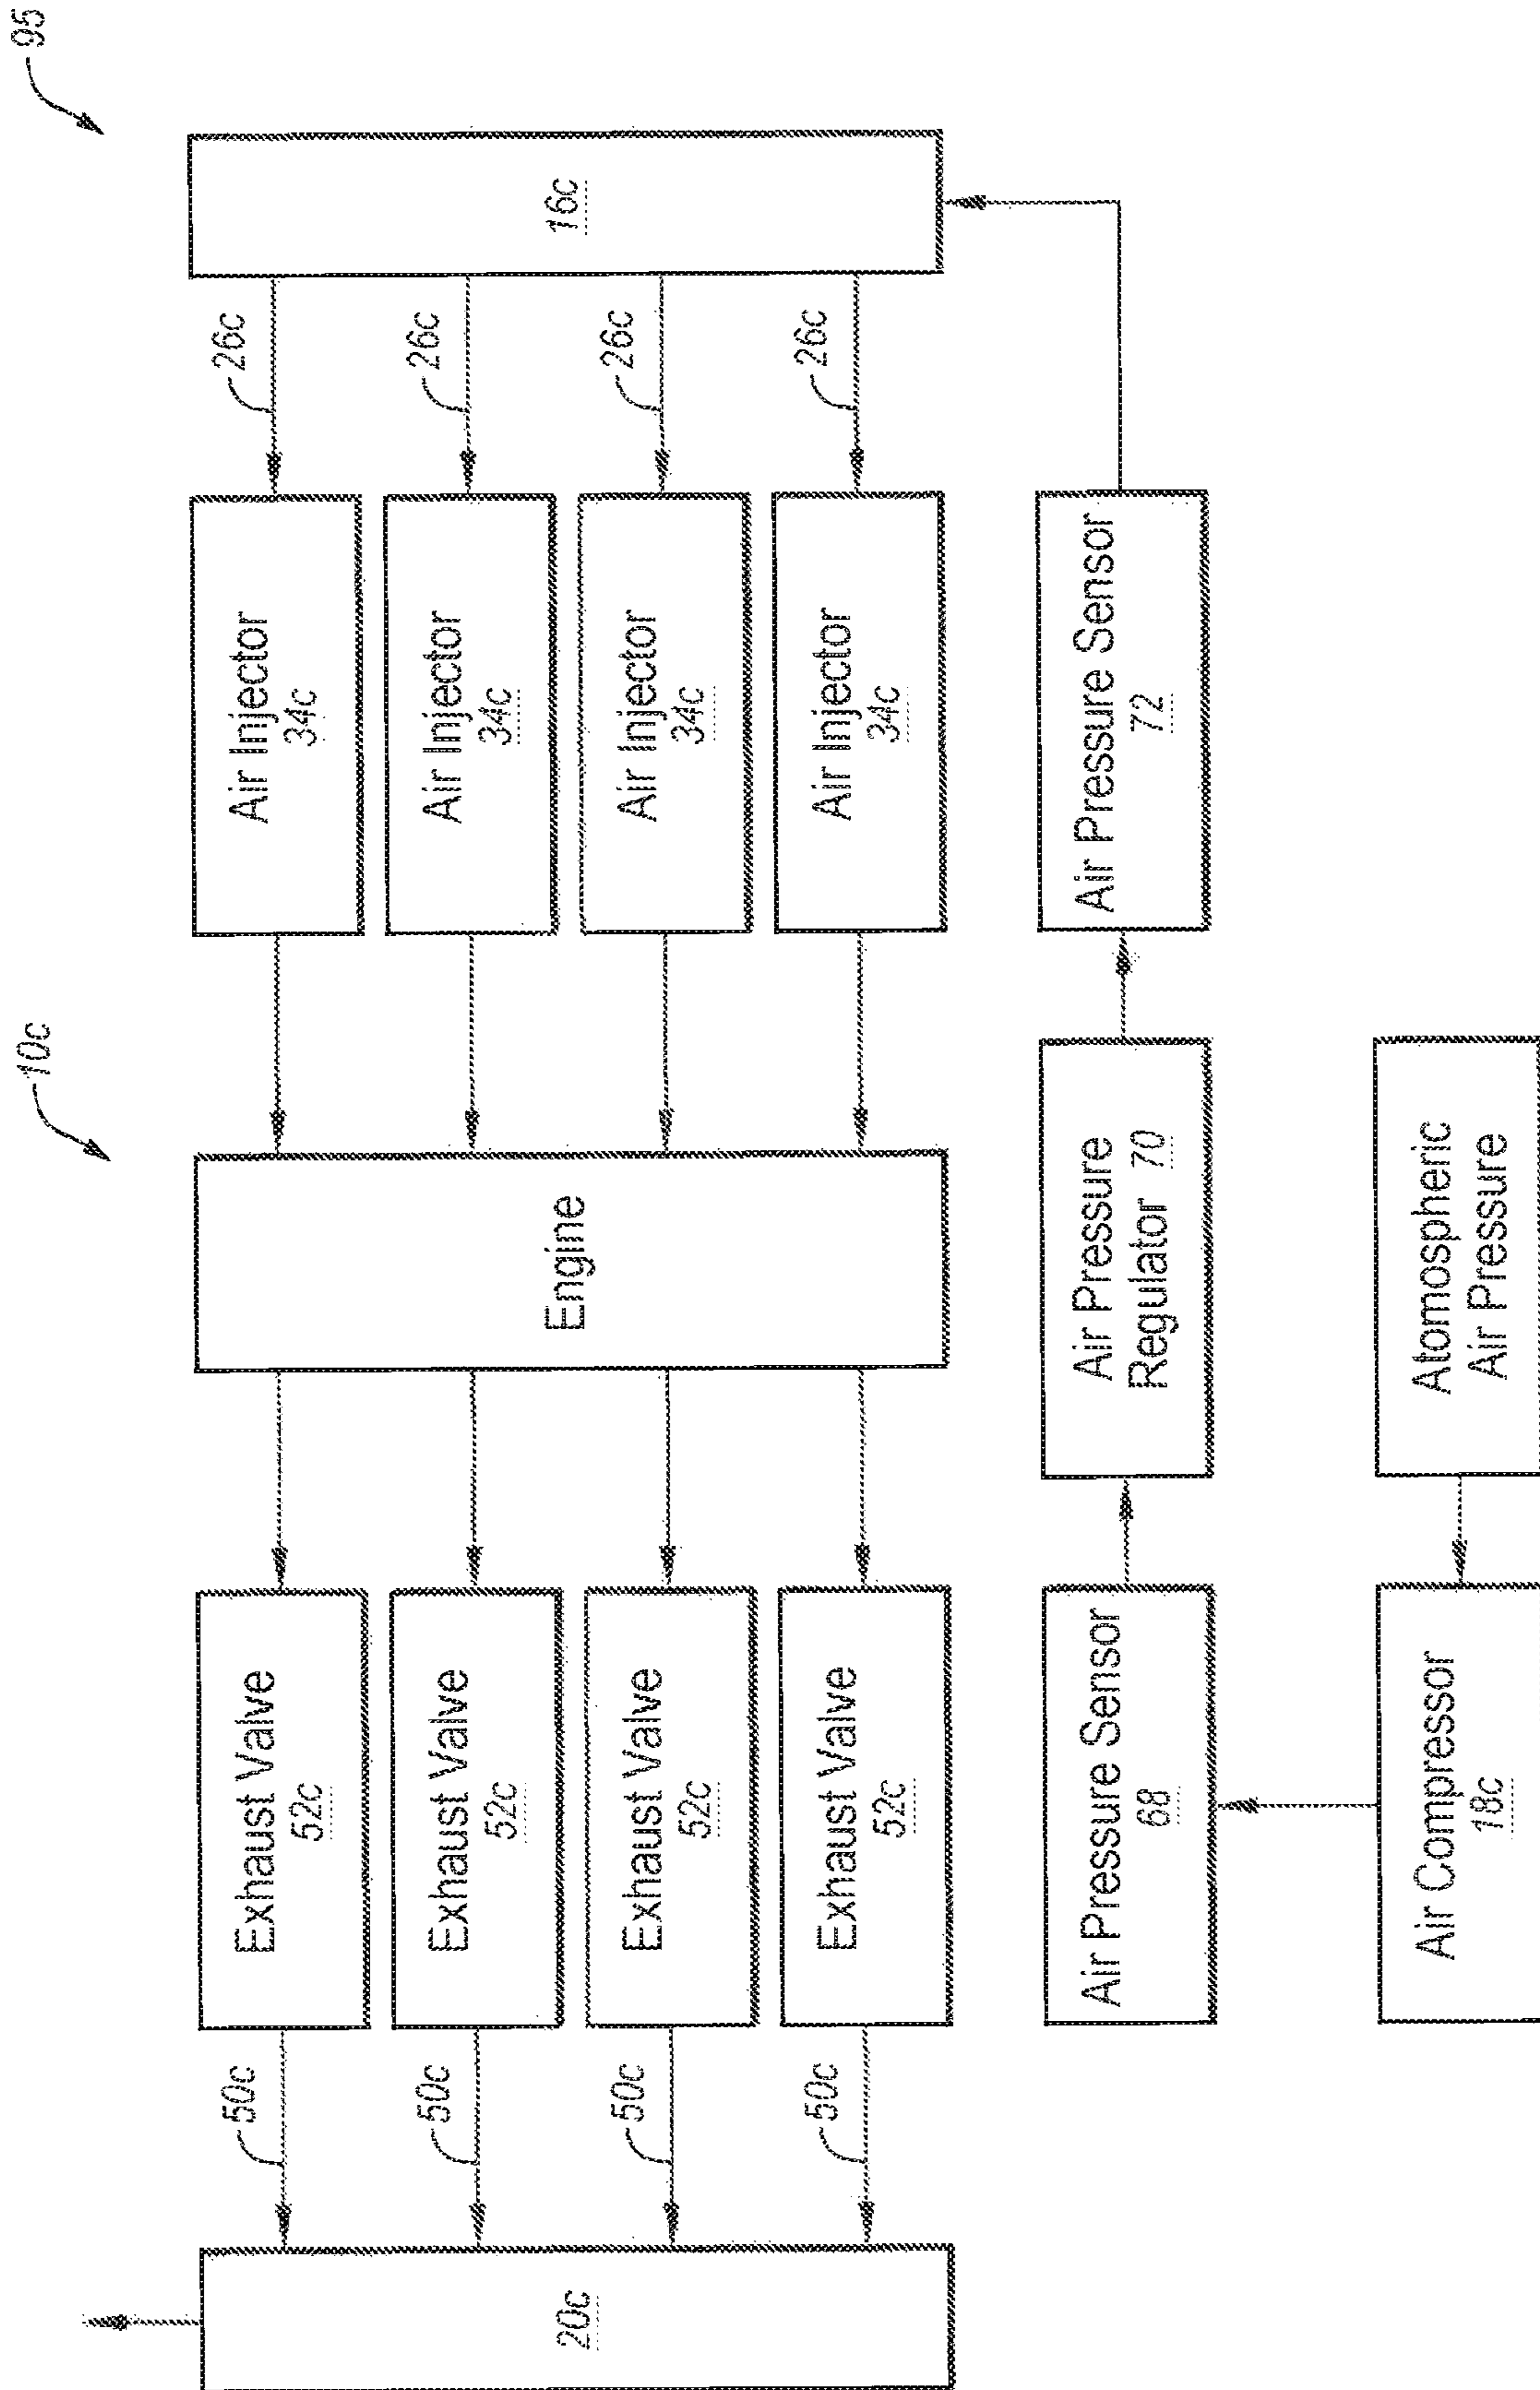 10c
95
50c
26c
Exhaust Valve
52c
Air Injector
34c
50c
26c
Exhaust Valve
52c
Air Injector
34c
20c
Engine
16c
50c
26c
Exhaust Valve
52c
Air Injector
34c
50c
26c
Exhaust Valve
52c
Air Injector
34c
Air Pressure Sensor
68
Air Pressure
Regulator 70
Air Pressure Sensor
72
Air Compressor
18c
Atomospheric
Air Pressure